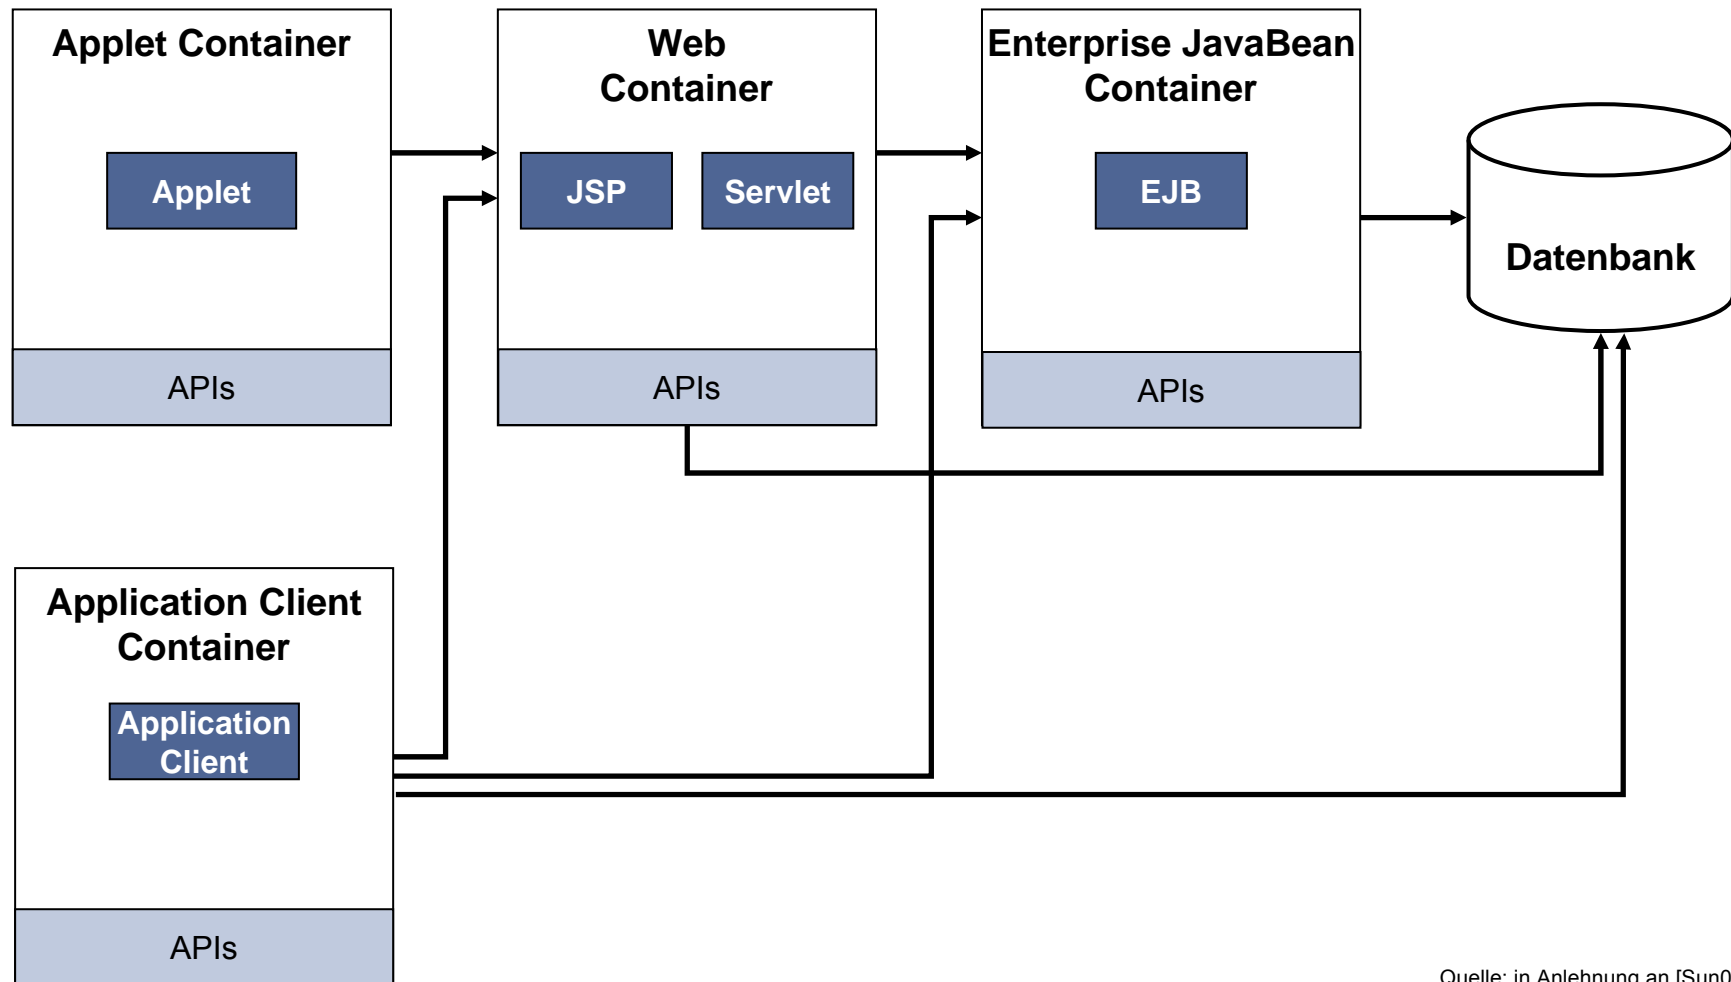 Applet Container
Applet
APIs
Web
Container
JSP
Servlet
APIs
Enterprise JavaBean
Container
EJB
APIs
Datenbank
Application Client
Container
Application
Client
APIs
Quelle: in Anlehnung an [Sun0